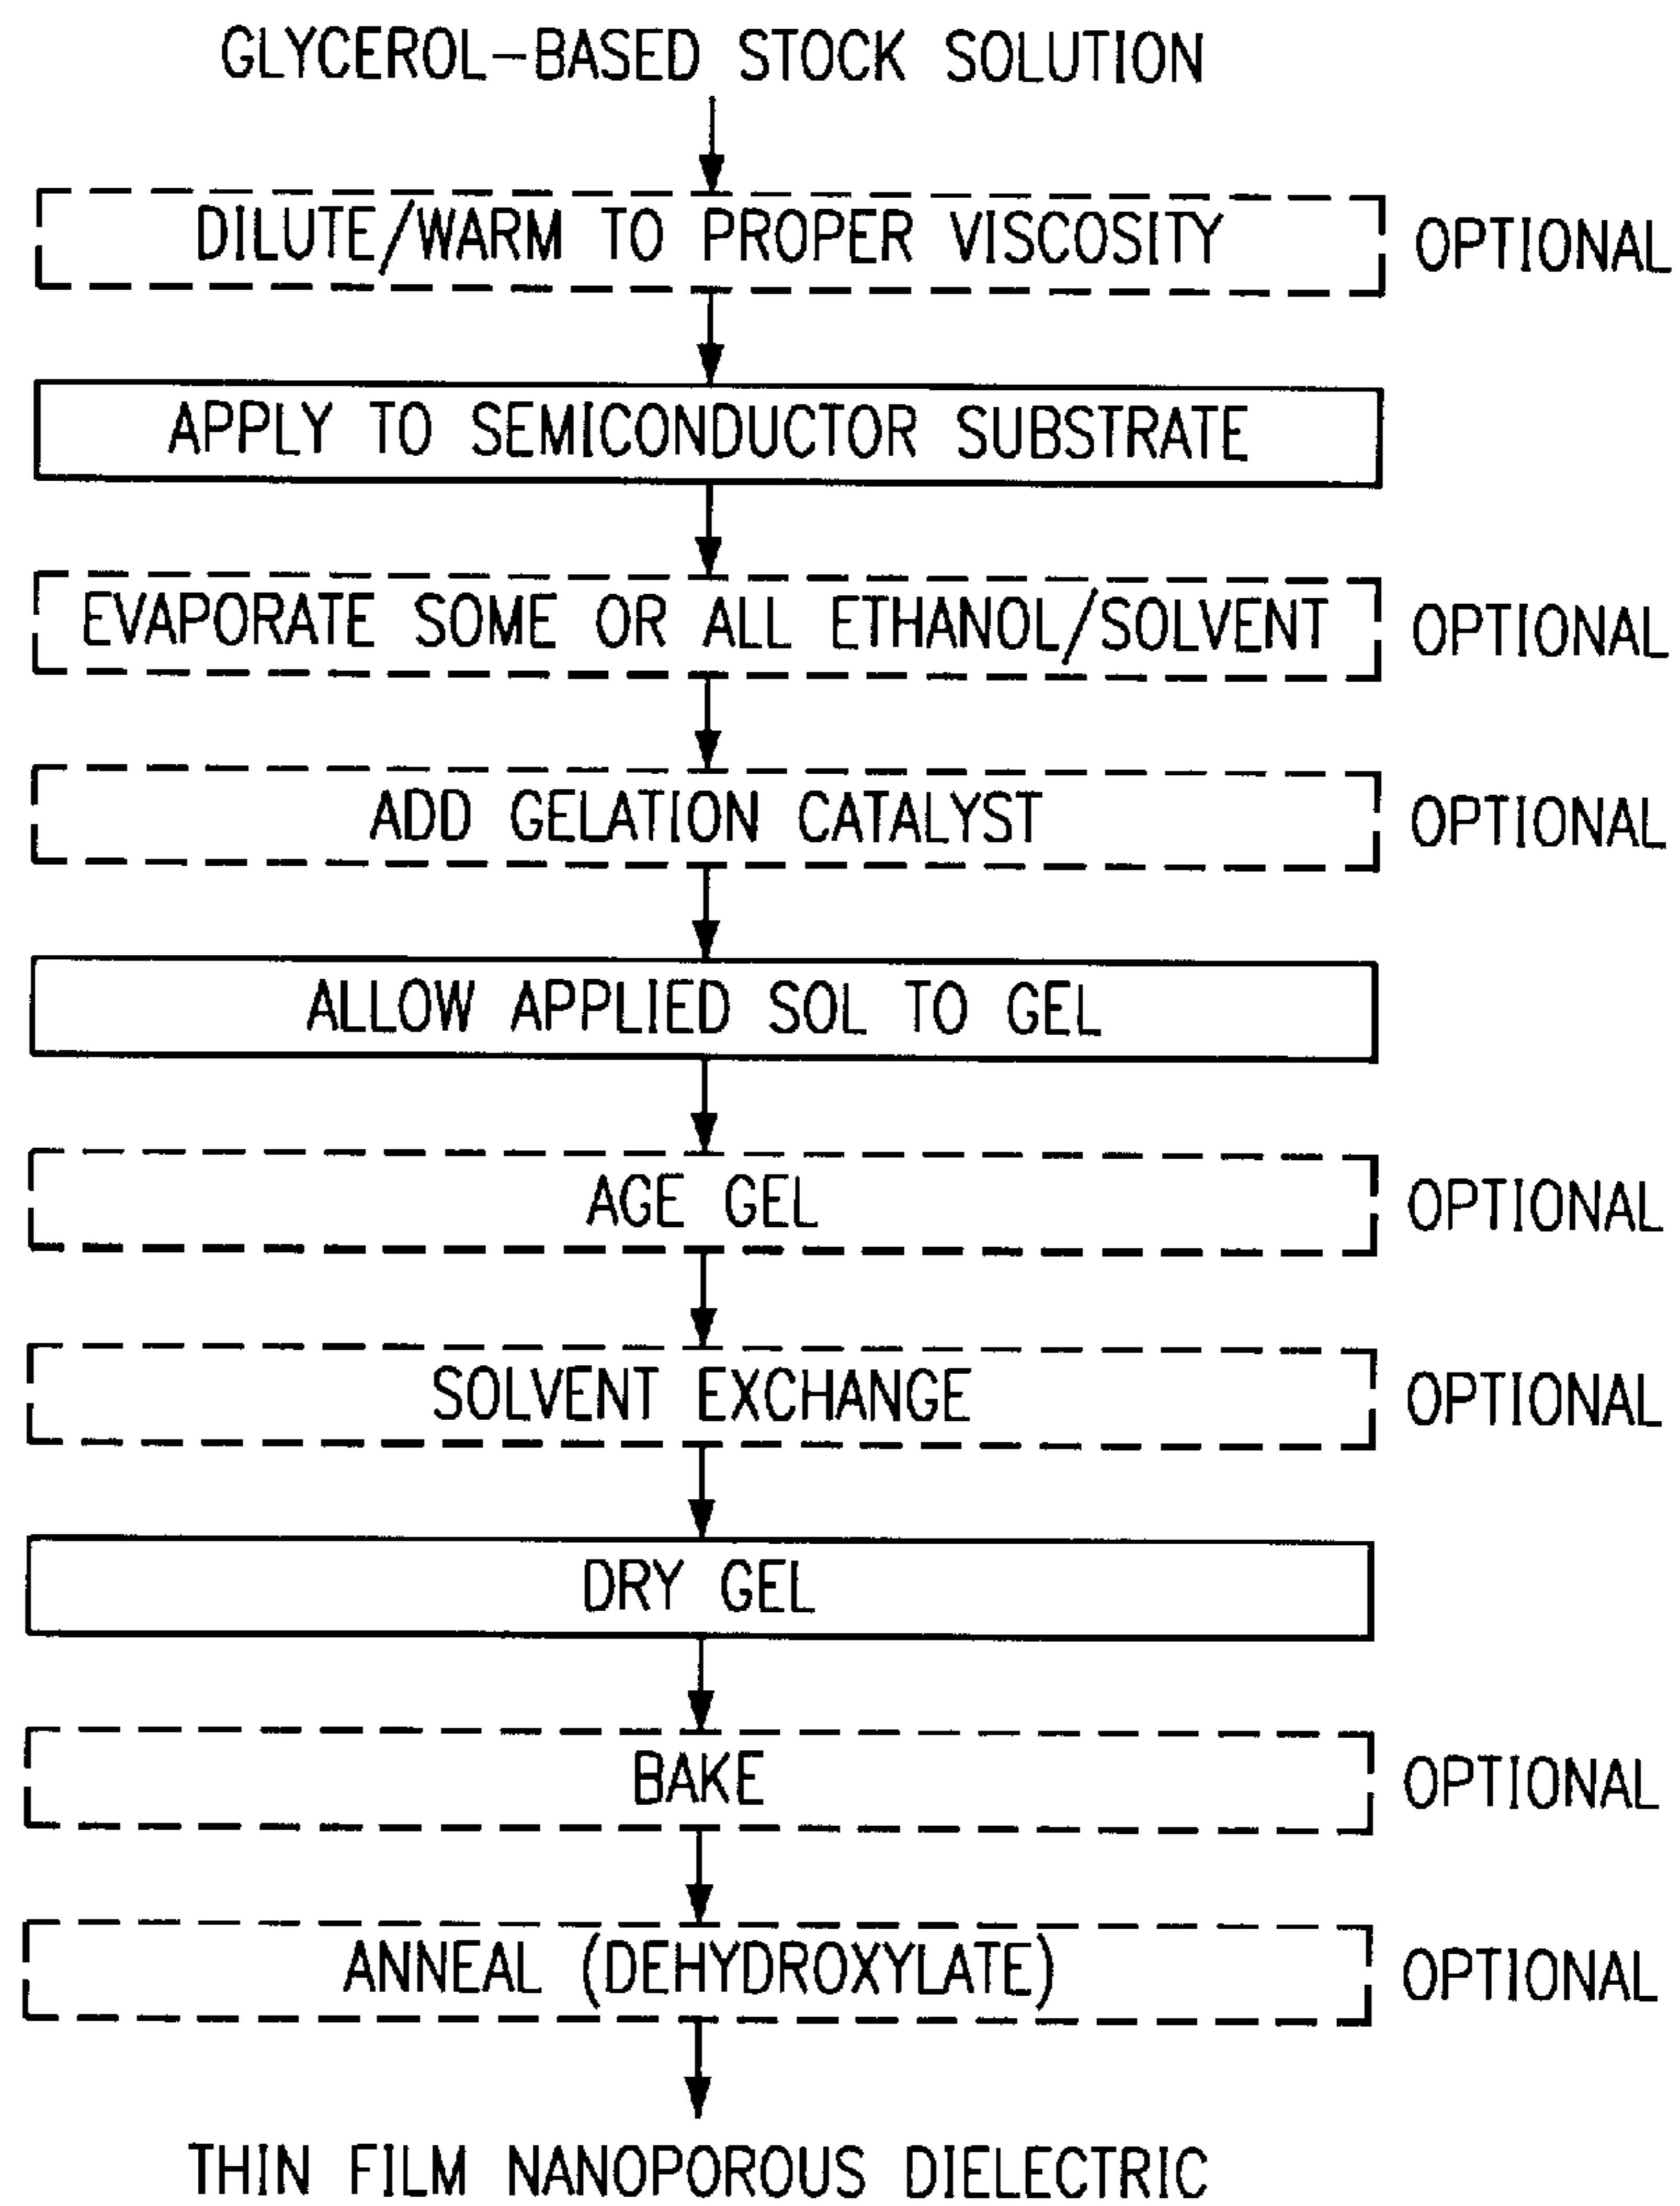 GLYCEROL-BASED STOCK SOLUTION
DILUTE/WARM TO PROPER VISCOSITY OPTIONAL
APPLY TO SEMICONDUCTOR SUBSTRATE
EVAPORATE SOME OR ALL ETHANOL/SOLVENT OPTIONAL
ADD GELATION CATALYST OPTIONAL
ALLOW APPLIED SOL TO GEL
AGE GEL OPTIONAL
SOLVENT EXCHANGE OPTIONAL
DRY GEL
BAKE OPTIONAL
ANNEAL (DEHYDROXYLATE) OPTIONAL
THIN FILM NANOPOROUS DIELECTRIC